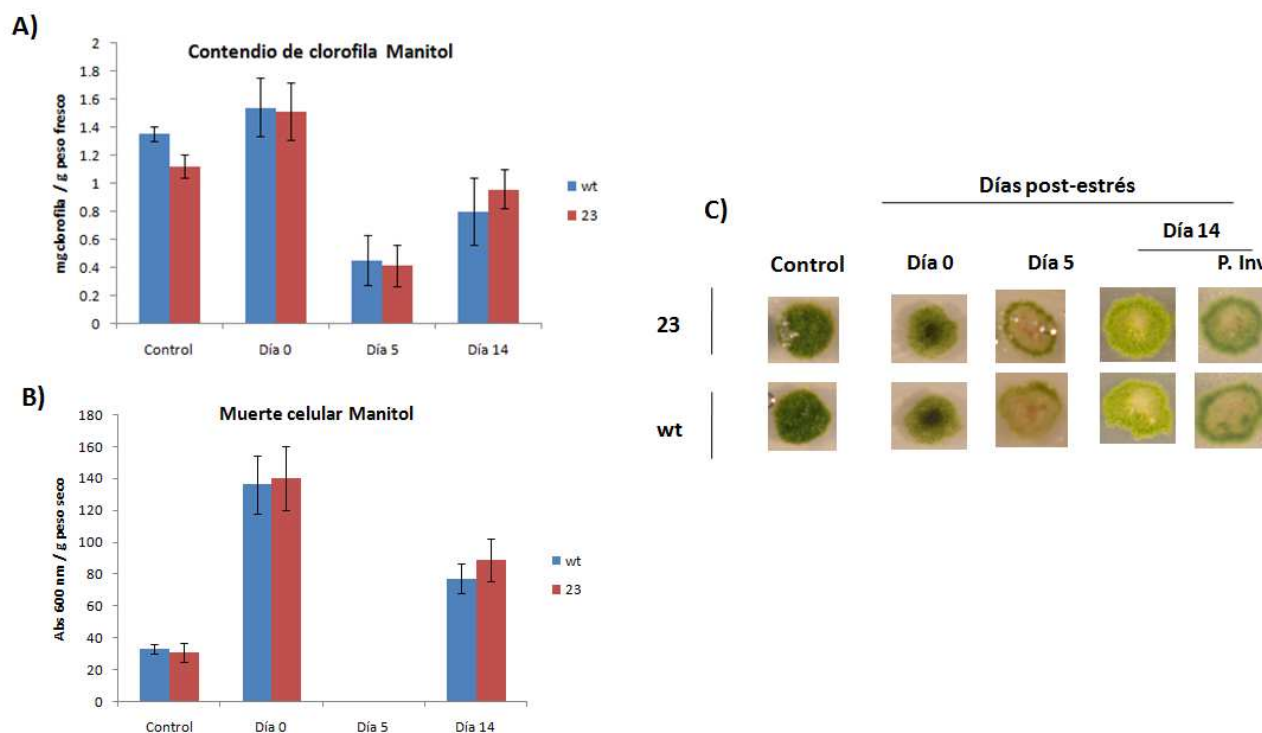 A)
Contendio de clorofila Manitol
mg clorofila / g peso fresco
2
1.8
1.6
1.4
1.2
1
0.8
0.6
0.4
0.2
0
Control
Día 0
Día 5
Día 14
wt
23
B)
Muerte celular Manitol
Abs 600 nm / g peso seco
180
160
140
120
100
80
60
40
20
0
Control
Día 0
Día 5
Día 14
wt
23
C)
Días post-estrés
Día 14
Control
Día 0
Día 5
P. Inv
23
wt